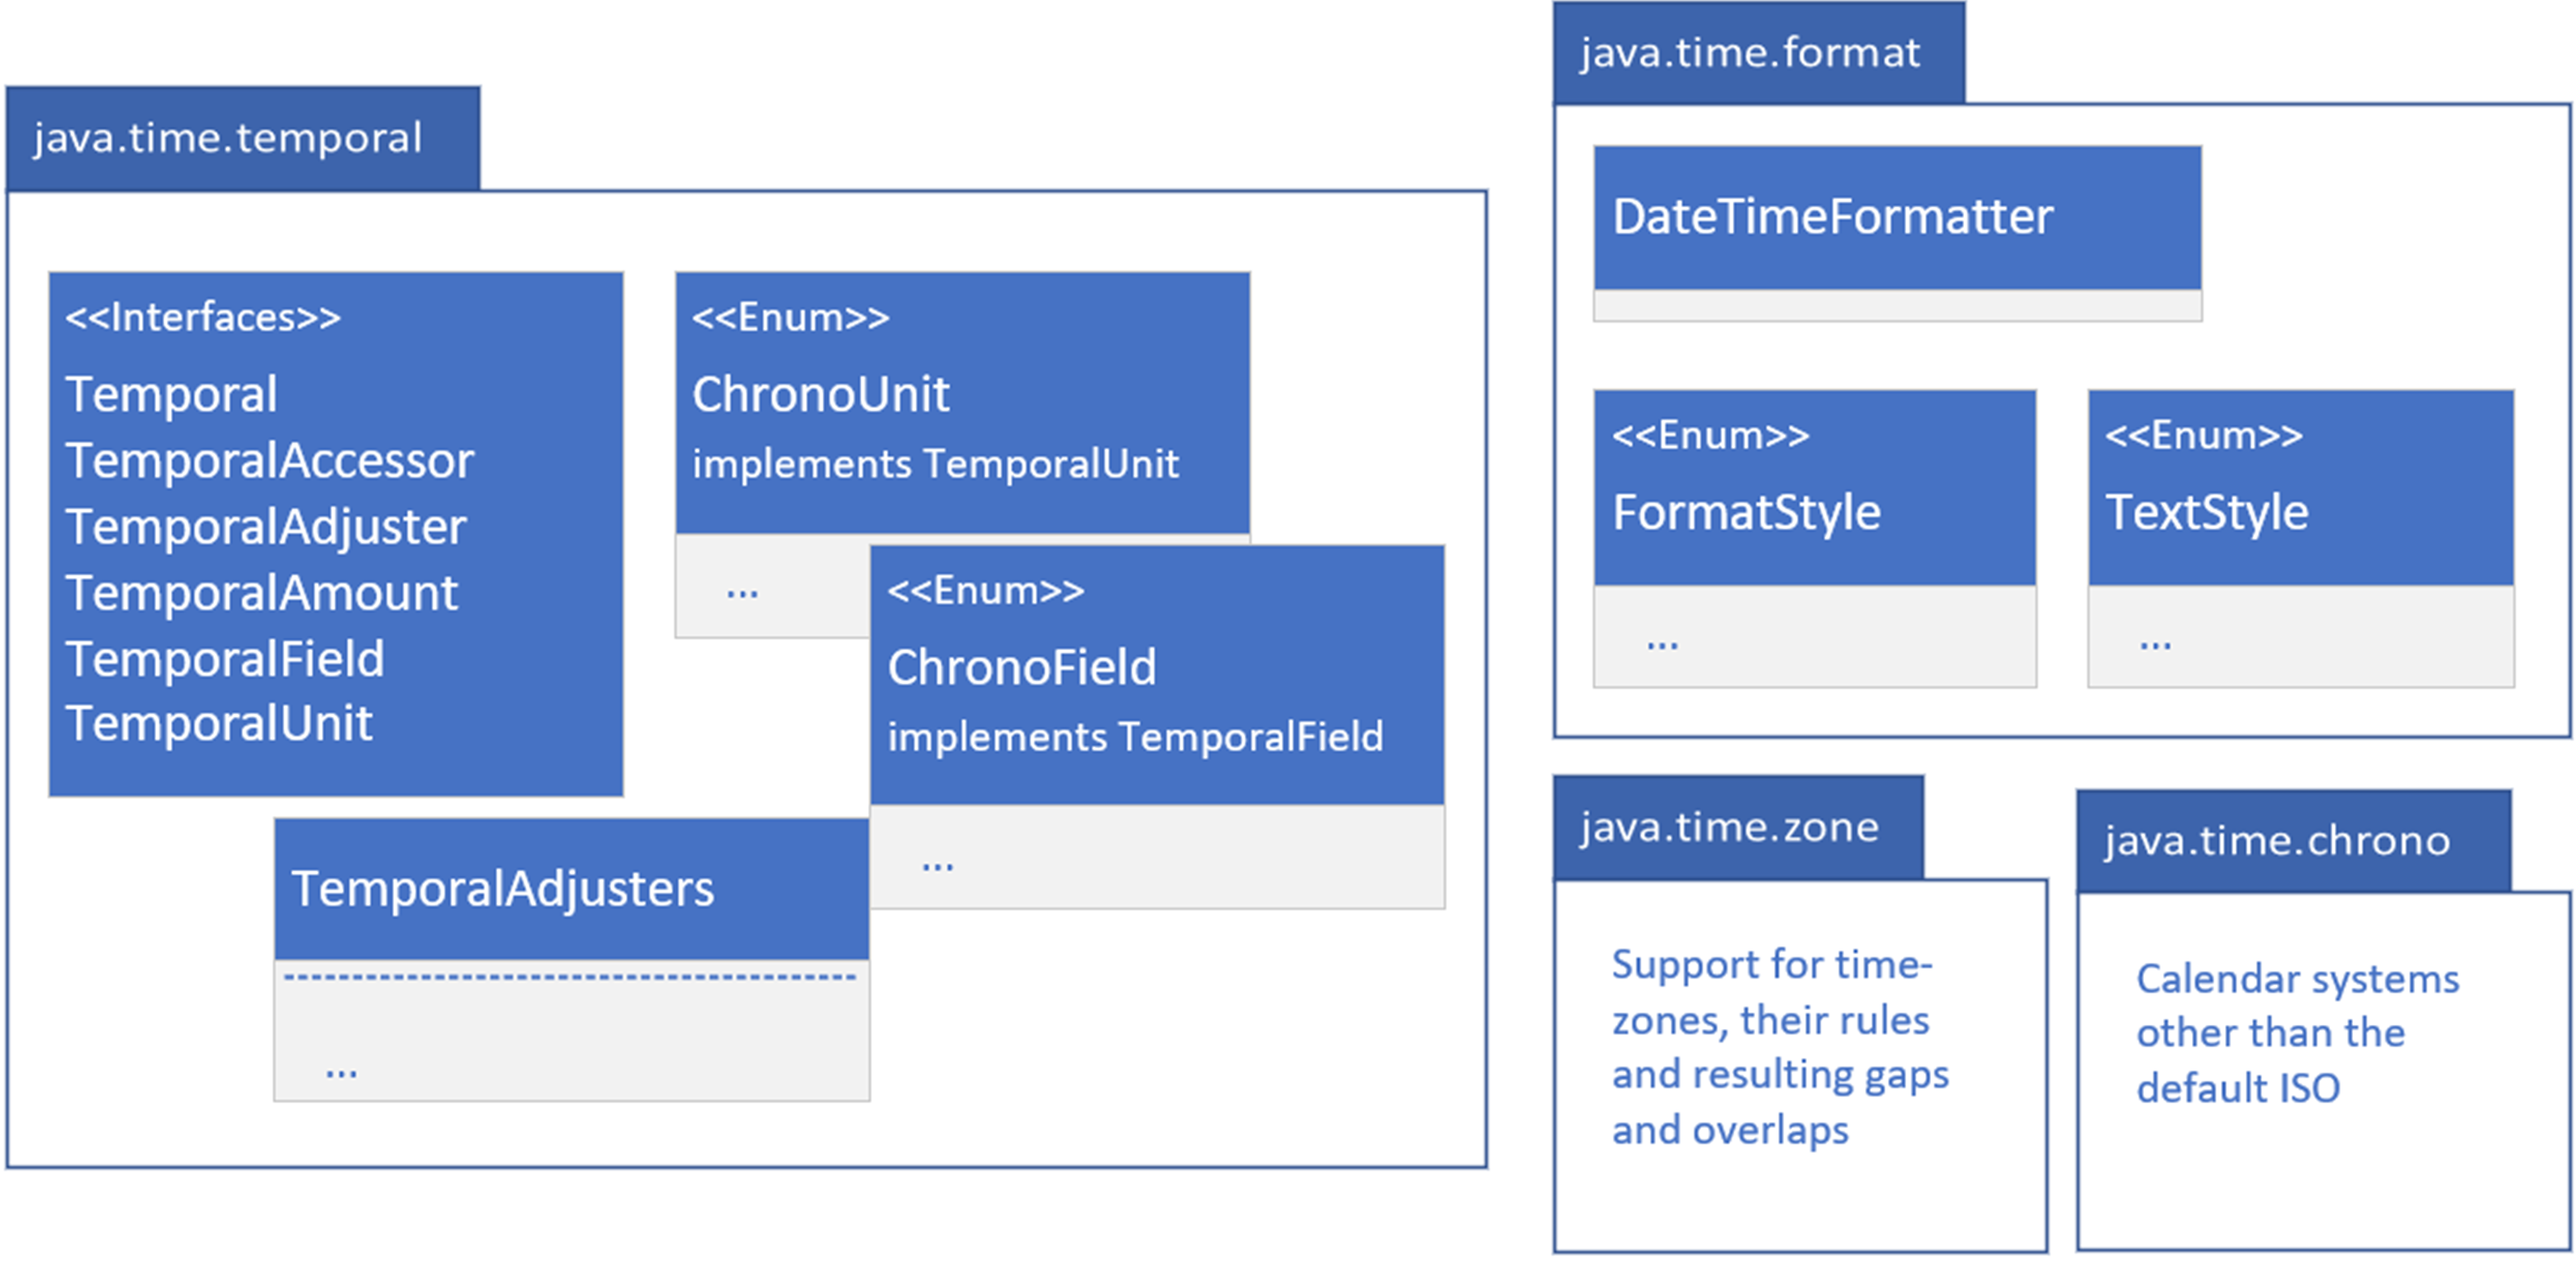 java.time.temporal
<<Interfaces>>
Temporal
TemporalAccessor
TemporalAdjuster
TemporalAmount
TemporalField
TemporalUnit
<<Enum>>
ChronoUnit
implements TemporalUnit
...
<<Enum>>
ChronoField
implements TemporalField
...
TemporalAdjusters
...
java.time.format
DateTimeFormatter
<<Enum>>
FormatStyle
...
<<Enum>>
TextStyle
...
java.time.zone
Support for time-
zones, their rules
and resulting gaps
and overlaps
java.time.chrono
Calendar systems
other than the
default ISO